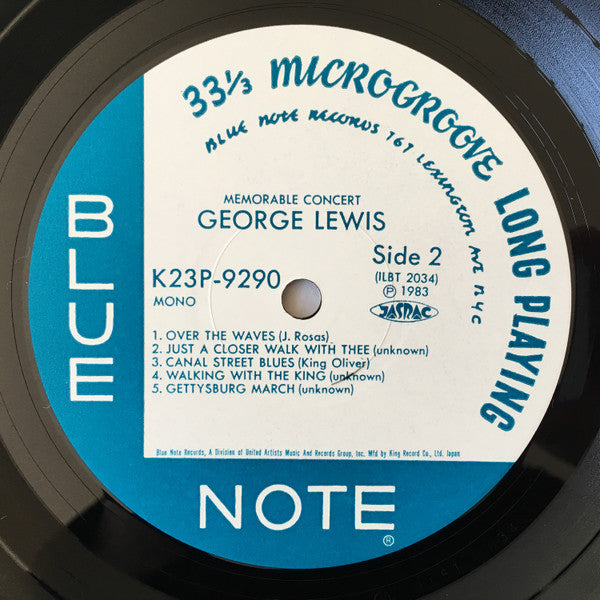 33⅓ MICROGROOVE LONG PLAYING
BLUE NOTE RECORDS 767 LEXINGTON AVE NYC
MEMORABLE CONCERT
GEORGE LEWIS
Side 2
K23P-9290
(ILBT 2034)
MONO
Ⓟ 1983
JASRAC
1. OVER THE WAVES (J. Rosas)
2. JUST A CLOSER WALK WITH THEE (unknown)
3. CANAL STREET BLUES (King Oliver)
4. WALKING WITH THE KING (unknown)
5. GETTYSBURG MARCH (unknown)
Blue Note Records, A Division of United Artists Music And Records Group, Inc. Mfd by King Record Co., Ltd. Japan
BLUE
NOTE®